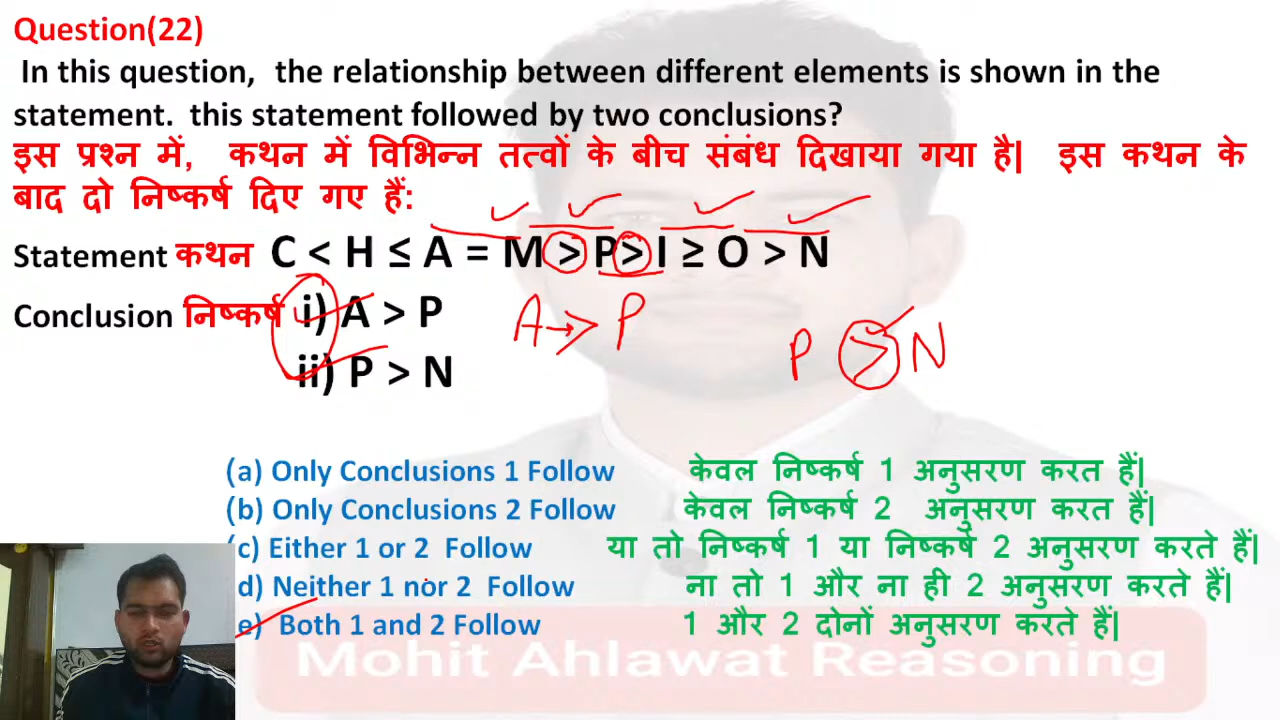 Question(22)
In this question, the relationship between different elements is shown in the
statement. this statement followed by two conclusions?
इस प्रश्न में, कथन में विभिन्न तत्वों के बीच संबंध दिखाया गया है| इस कथन के
बाद दो निष्कर्ष दिए गए हैं:
Statement कथन C < H ≤ A = M > P > I ≥ O > N
Conclusion निष्कर्ष i) A > P
A > P
P > N
ii) P > N
(a) Only Conclusions 1 Follow केवल निष्कर्ष 1 अनुसरण करत हैं|
(b) Only Conclusions 2 Follow केवल निष्कर्ष 2 अनुसरण करत हैं|
(c) Either 1 or 2 Follow या तो निष्कर्ष 1 या निष्कर्ष 2 अनुसरण करते हैं|
d) Neither 1 nor 2 Follow ना तो 1 और ना ही 2 अनुसरण करते हैं|
e) Both 1 and 2 Follow 1 और 2 दोनों अनुसरण करते हैं|
Mohit Ahlawat Reasoning